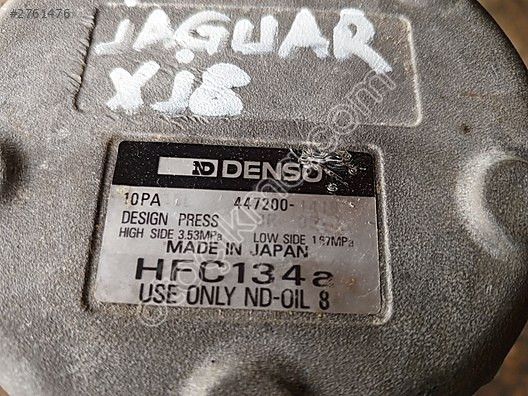 #2761476
JAGUAR
XJ8
ND DENSO
10PA 447200-
DESIGN PRESS
HIGH SIDE 3.53MPa LOW SIDE 1.67MPa
MADE IN JAPAN
HFC134a
USE ONLY ND-OIL 8